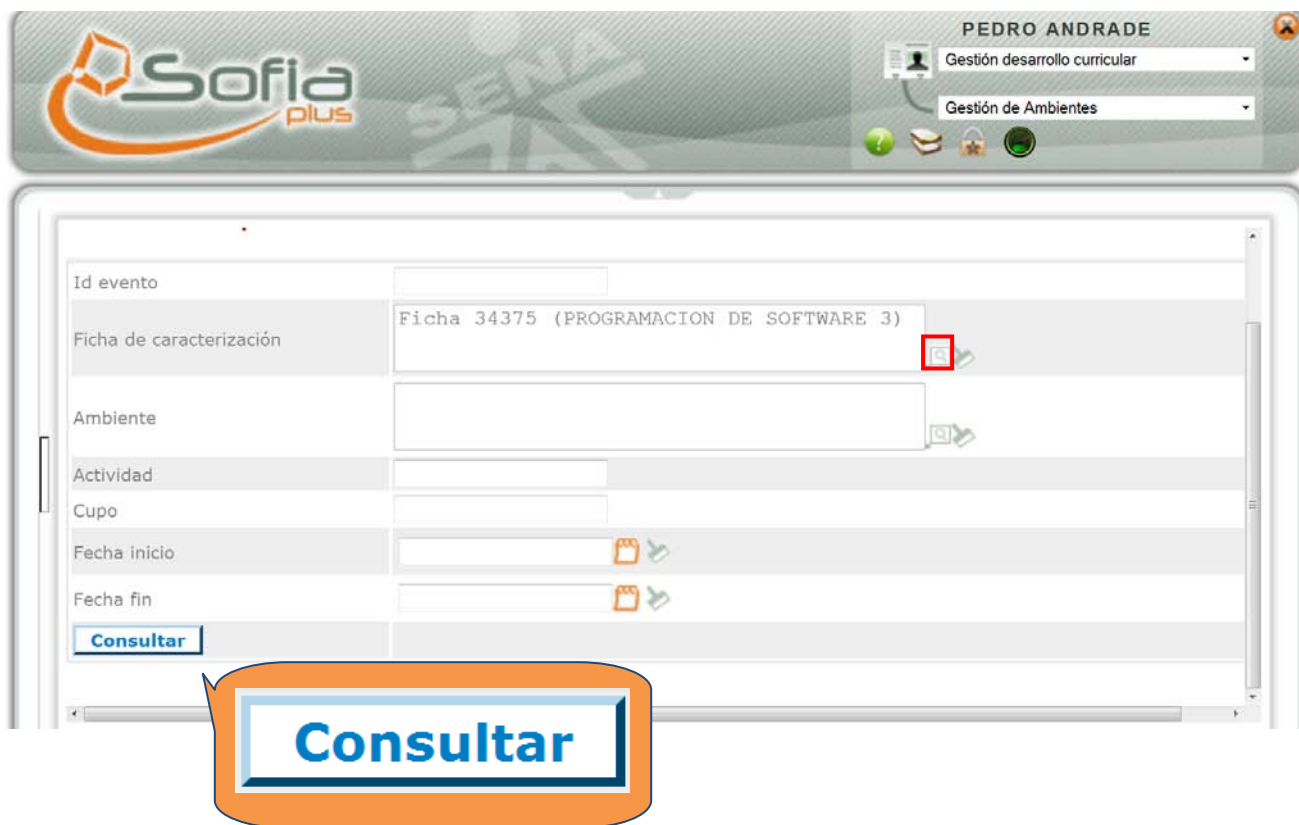 PEDRO ANDRADE
Sofia
plus
SENA
Gestión desarrollo curricular
Gestión de Ambientes
?
Id evento
Ficha de caracterización
Ficha 34375 (PROGRAMACION DE SOFTWARE 3)
Ambiente
Actividad
Cupo
Fecha inicio
Fecha fin
Consultar
Consultar